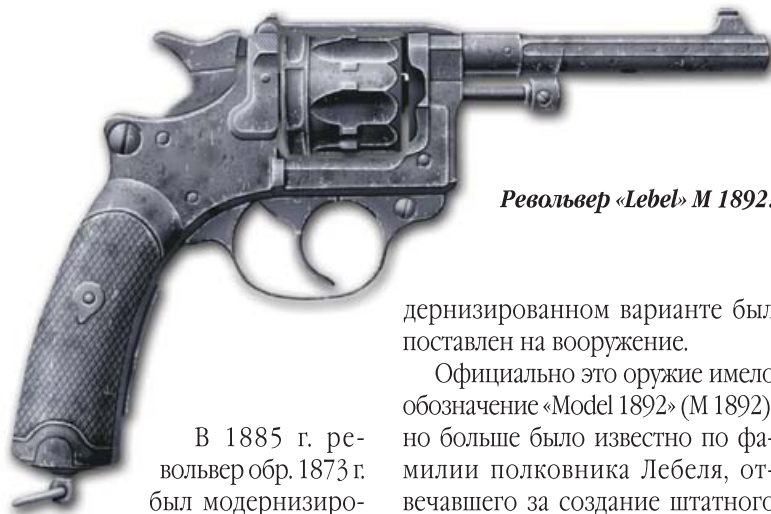 Револьвер «Lebel» M 1892.
В 1885 г. ре-
вольвер обр. 1873 г.
был модернизиро-
дернизированном варианте был
поставлен на вооружение.
Официально это оружие имело
обозначение «Model 1892» (М 1892)
но больше было известно по фа-
милии полковника Лебеля, от-
вечавшего за создание штатного